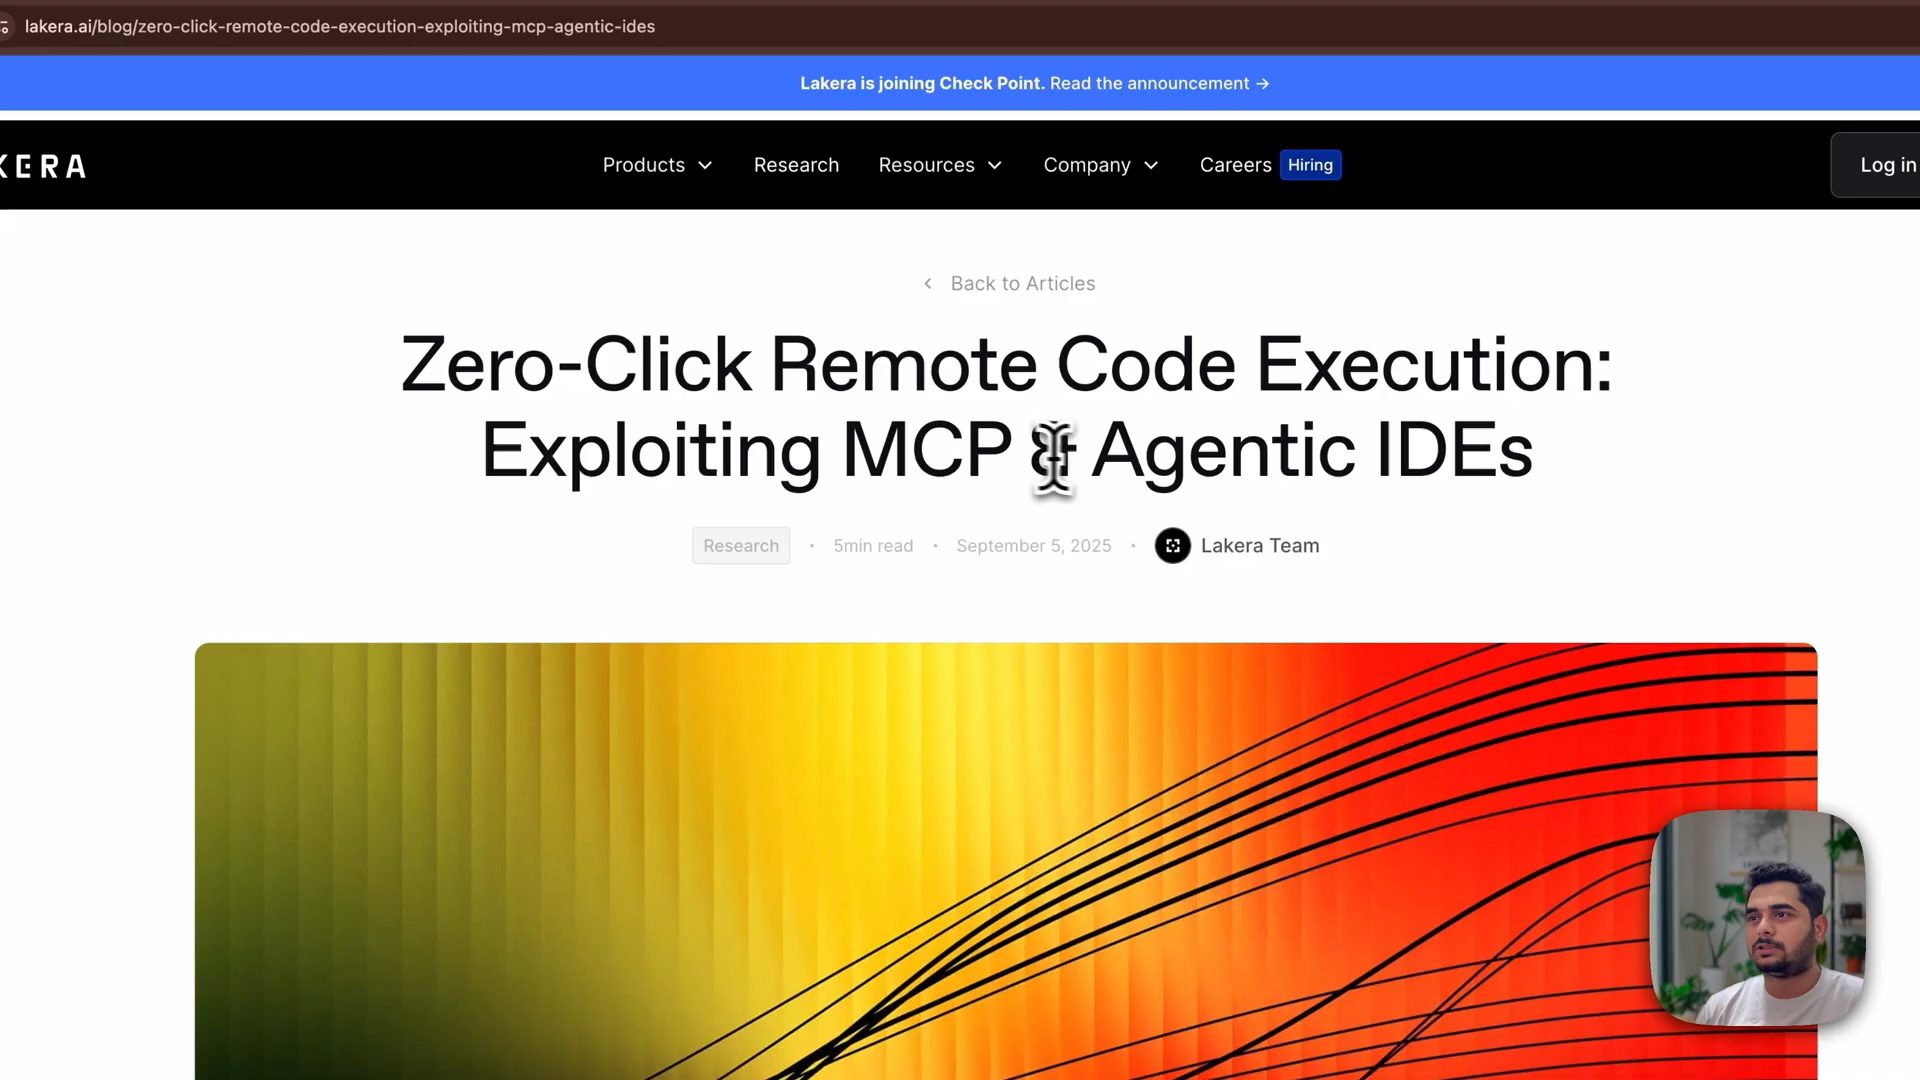 lakera.ai/blog/zero-click-remote-code-execution-exploiting-mcp-agentic-ides
Lakera is joining Check Point. Read the announcement →
KERA
Products
Research
Resources
Company
Careers
Hiring
Log in
Back to Articles
Zero-Click Remote Code Execution:
Exploiting MCP & Agentic IDEs
Research • 5min read • September 5, 2025 • Lakera Team